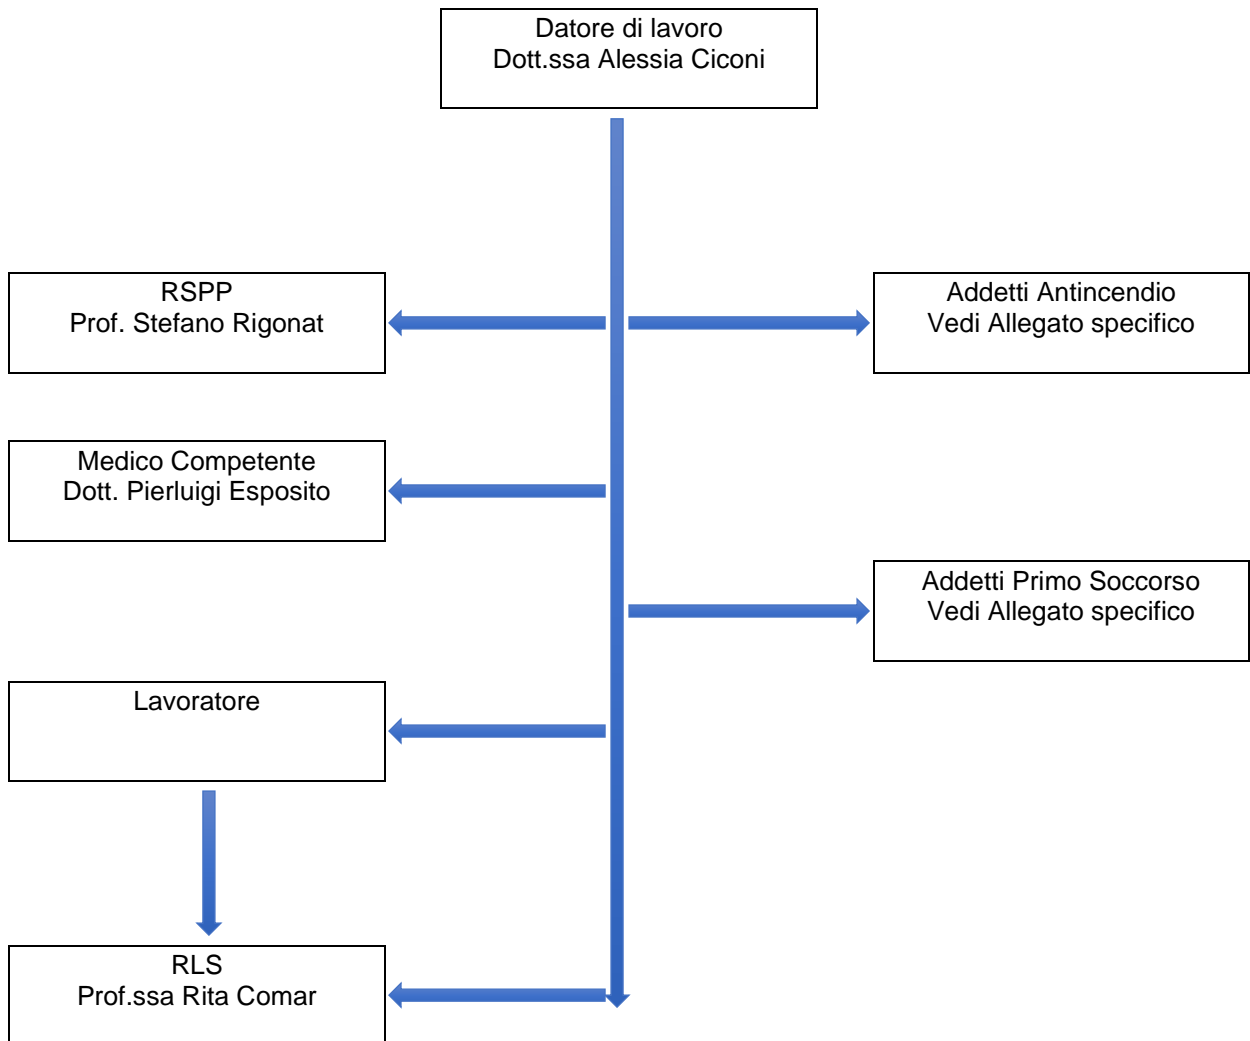 Datore di lavoro
Dott.ssa Alessia Ciconi
RSPP
Prof. Stefano Rigonat
Addetti Antincendio
Vedi Allegato specifico
Medico Competente
Dott. Pierluigi Esposito
Addetti Primo Soccorso
Vedi Allegato specifico
Lavoratore
RLS
Prof.ssa Rita Comar